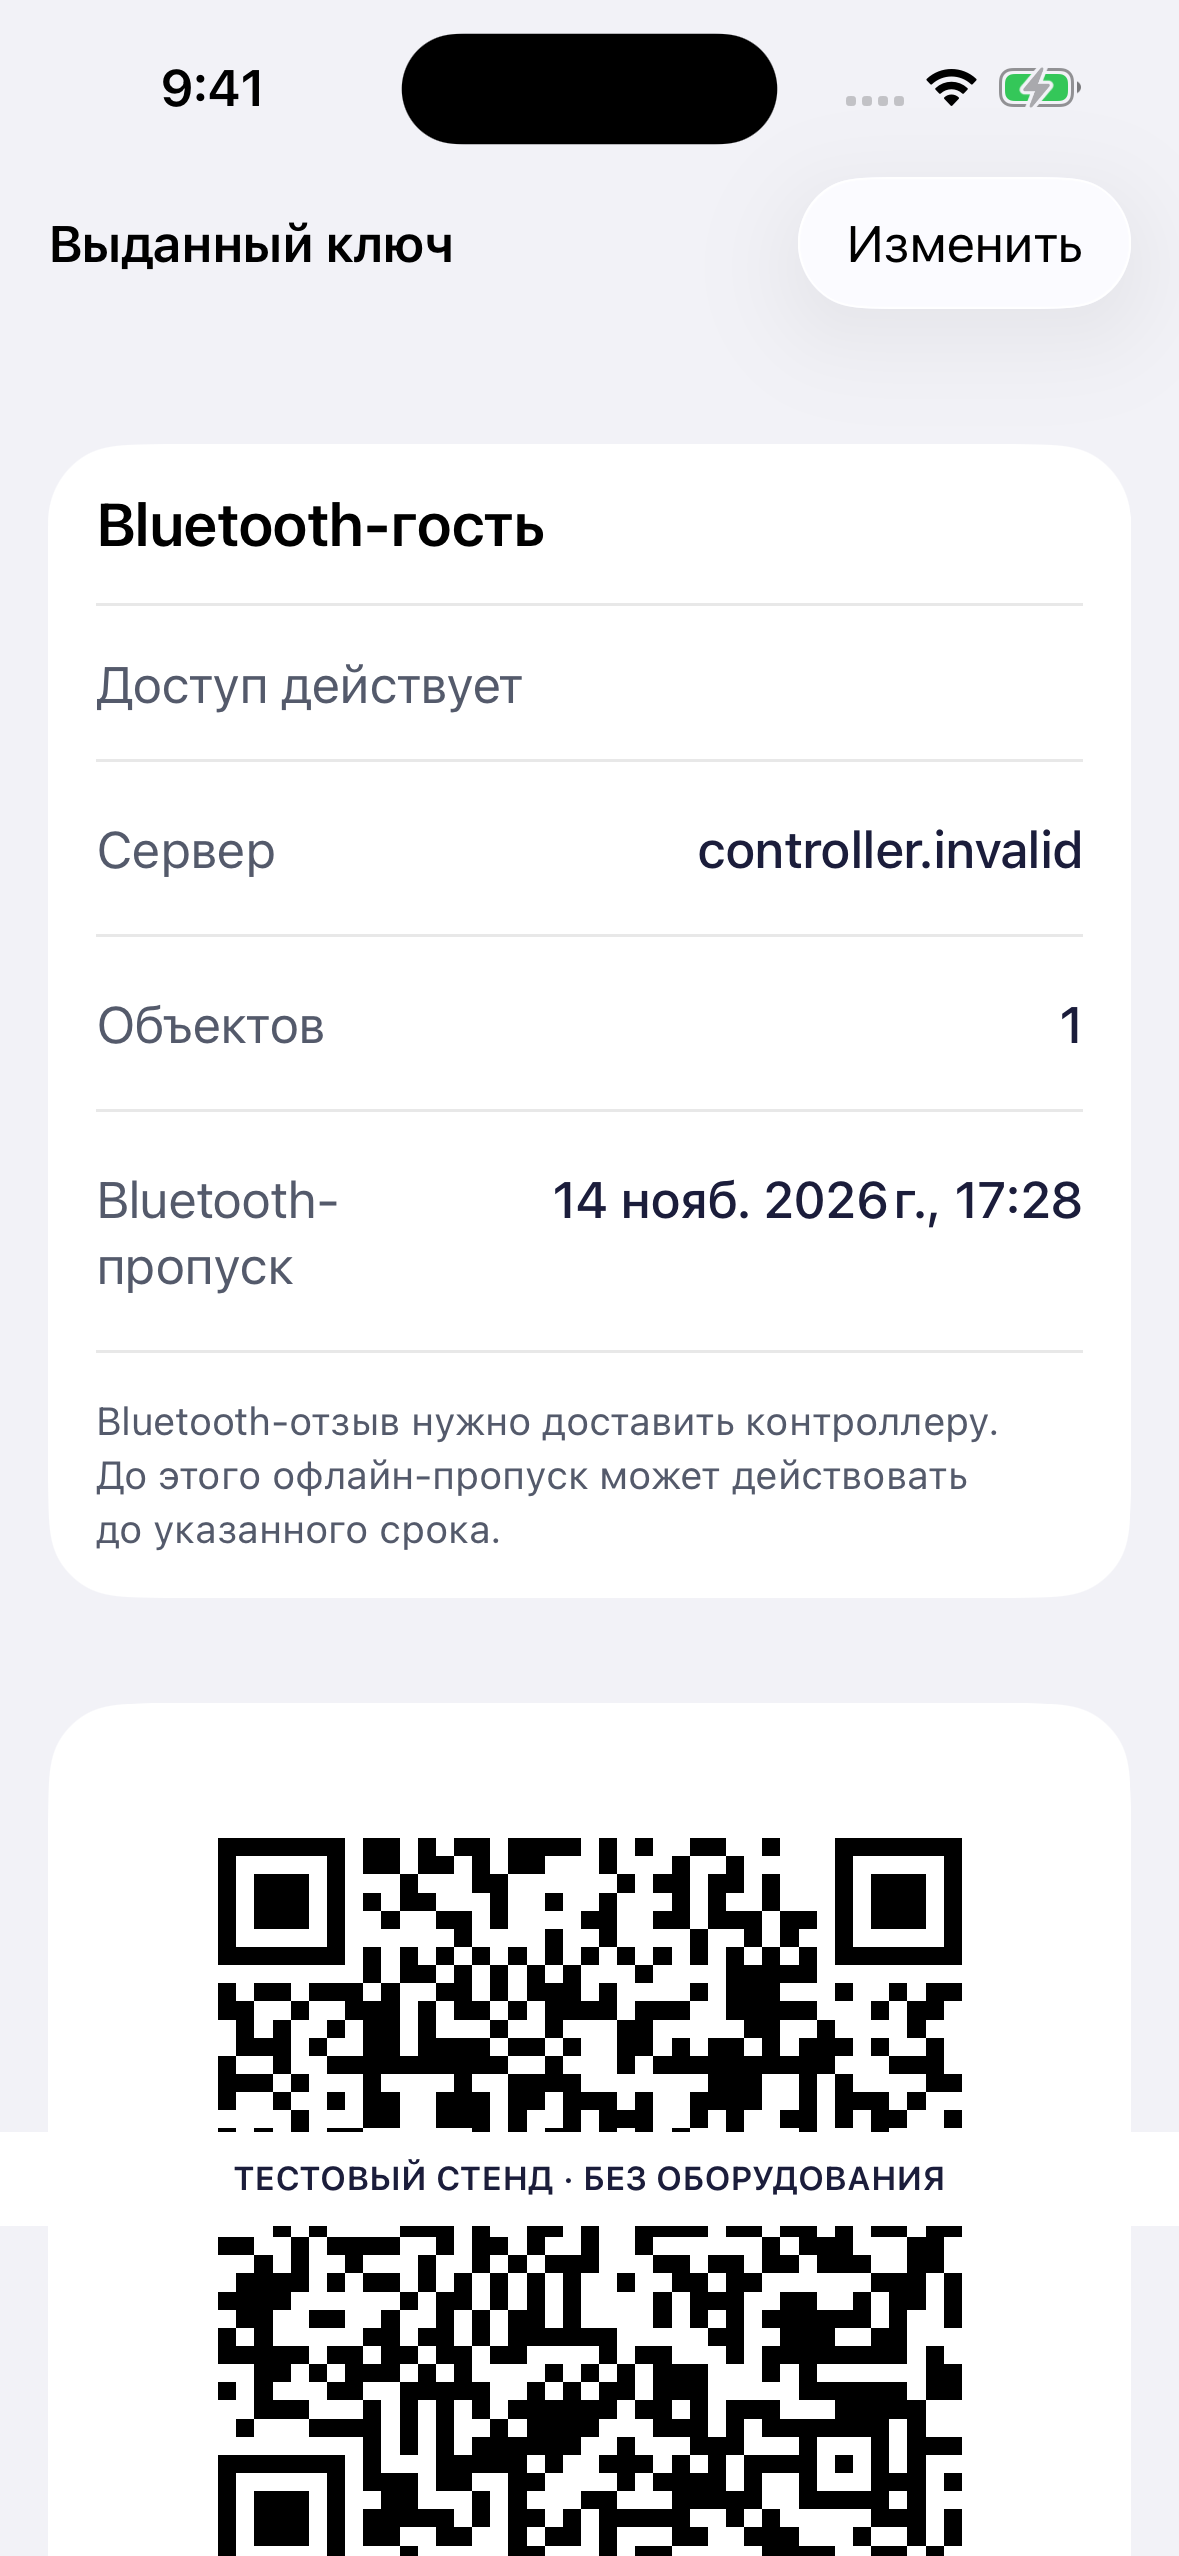 9:41
Выданный ключ
Изменить
Bluetooth-гость
Доступ действует
Сервер controller.invalid
Объектов 1
Bluetooth- 14 нояб. 2026 г., 17:28
пропуск
Bluetooth-отзыв нужно доставить контроллеру.
До этого офлайн-пропуск может действовать
до указанного срока.
ТЕСТОВЫЙ СТЕНД · БЕЗ ОБОРУДОВАНИЯ